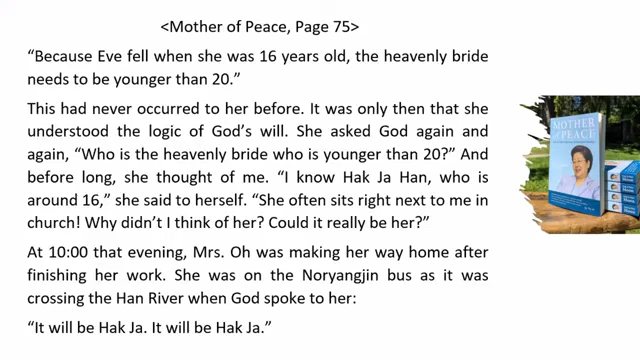 <Mother of Peace, Page 75>
“Because Eve fell when she was 16 years old, the heavenly bride
needs to be younger than 20.”
This had never occurred to her before. It was only then that she
understood the logic of God’s will. She asked God again and
again, “Who is the heavenly bride who is younger than 20?” And
before long, she thought of me. “I know Hak Ja Han, who is
around 16,” she said to herself. “She often sits right next to me in
church! Why didn’t I think of her? Could it really be her?”
At 10:00 that evening, Mrs. Oh was making her way home after
finishing her work. She was on the Noryangjin bus as it was
crossing the Han River when God spoke to her:
“It will be Hak Ja. It will be Hak Ja.”
MOTHER
of PEACE